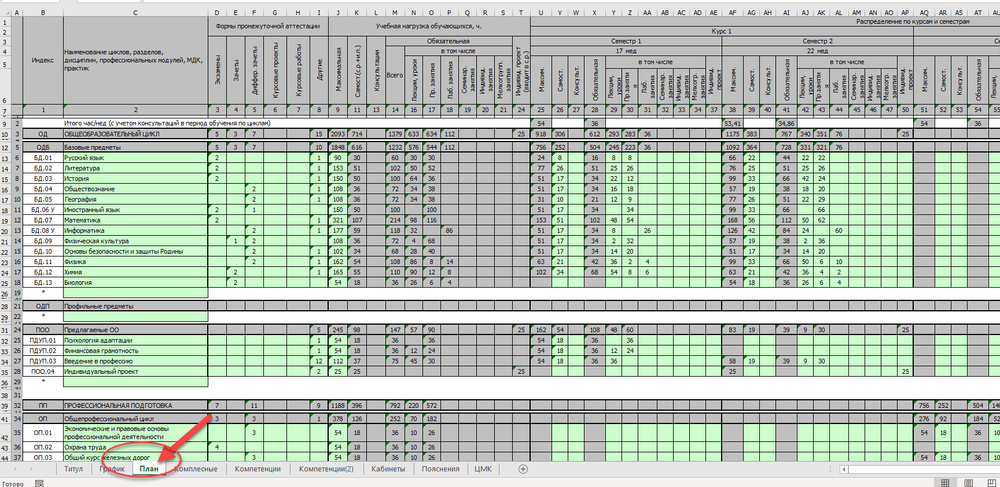 A B C D E F G H I J K L M N O P Q R S T U V W X Y Z AA AB AC AD AE AF AG AH AI AJ AK AL AM AN AO AP AQ AR AS AT AU
Индекс
Наименование циклов, разделов, дисциплин, профессиональных модулей, МДК, практик
Формы промежуточной аттестации
Экзамены
Зачеты
Диффер. зачеты
Курсовые проекты
Курсовые работы
Другие
Учебная нагрузка обучающихся, ч.
Максимальная
Самост.(с.р.+и.п.)
Консультации
Обязательная
Всего
в том числе
Лекции, уроки
Пр. занятия
Лаб. занятия
Семинар. занятия
Индивид. занятия
Мелкогрупп. занятия
Индивид. проект (входит в с.р.)
Распределение по курсам и семестрам
Курс 1
Семестр 1
17 нед
Максим.
Самост.
Консульт.
Обязательная
в том числе
Лекции, уроки
Пр.занятия
Лаб. занятия
Семинар. занятия
Индивид. занятия
Мелкогр. занятия
Индивид. проект
Семестр 2
22 нед
Максим.
Самост.
Консульт.
Обязательная
в том числе
Лекции, уроки
Пр.занятия
Лаб. занятия
Семинар. занятия
Индивид. занятия
Мелкогр. занятия
Индивид. проект
Максим.
Самост.
Консульт.
Обязательная
Лекции,
7 1 2 3 4 5 6 7 8 9 11 13 14 16 17 18 19 20 21 24 25 26 27 28 29 30 31 32 33 34 37 38 39 40 41 42 43 44 45 46 47 50 51 52 53 54 55
9 2 Итого час/нед (с учетом консультаций в период обучения по циклам) 54 36 53,41 34,86 54 36
10 3 ОД ОБЩЕОБРАЗОВАТЕЛЬНЫЙ ЦИКЛ 5 3 7 15 2093 714 1379 633 634 112 25 918 306 612 293 283 36 1175 383 767 340 351 76 25
12 5 ОДБ Базовые предметы 5 3 7 10 1848 616 1232 576 544 112 756 252 504 245 223 36 1092 364 728 331 321 76
13 6 БД.01 Русский язык 2 1 90 30 60 30 30 24 8 16 8 8 66 22 44 22 22
14 7 БД.02 Литература 2 1 153 51 102 50 52 77 26 51 25 26 76 25 51 25 26
15 8 БД.03 История 2 1 150 50 100 64 36 51 17 34 22 12 99 33 66 42 24
16 9 БД.04 Обществознание 2 1 108 36 72 34 38 51 17 34 16 18 57 19 38 18 20
17 10 БД.05 География 2 1 108 36 72 34 38 31 10 21 12 9 77 26 51 22 29
18 11 БД.06 У Иностранный язык 2 1 150 50 100 100 51 17 34 34 99 33 66 66
19 12 БД.07 Математика 2 1 321 107 214 98 116 153 51 102 48 54 168 56 112 50 62
20 13 БД.08 У Информатика 2 1 177 59 118 32 86 51 17 34 8 26 126 42 84 24 60
21 14 БД.09 Физическая культура 1 2 108 36 72 4 68 51 17 34 2 32 57 19 38 2 36
22 15 БД.10 Основы безопасности и защиты Родины 2 1 102 34 68 28 40 51 17 34 14 20 51 17 34 14 20
23 16 БД.11 Физика 2 1 162 54 108 86 8 14 63 21 42 36 2 4 99 33 66 50 6 10
24 17 БД.12 Химия 2 1 165 55 110 90 12 8 102 34 68 54 8 6 63 21 42 36 4 2
25 18 БД.13 Биология 2 54 18 36 26 6 4 54 18 36 26 6 4
26 19 *
28 21 ОДП Профильные предметы
29 22 *
31 24 ПОО Предлагаемые ОО 5 245 98 147 57 90 25 162 54 108 48 60 83 19 39 9 30 25
32 25 ПДУП.01 Психология адаптации 1 54 18 36 36 54 18 36 36
33 26 ПДУП.02 Финансовая грамотность 1 54 18 36 12 24 54 18 36 12 24
34 27 ПДУП.03 Введение в профессию 12 112 37 75 45 30 54 18 36 36 58 19 39 9 30
35 28 ПОО.04 Индивидуальный проект 2 25 25 25 25 25
36 29 *
38 31
39 32 ПП ПРОФЕССИОНАЛЬНАЯ ПОДГОТОВКА 7 11 9 1188 396 792 220 572 756 252 504 140
41 34 ОП Общепрофессиональный цикл 3 3 1 378 126 252 70 182 276 92 184 52
42 35 ОП.01 Экономические и правовые основы профессиональной деятельности 3 54 18 36 10 26 54 18 36 10
43 36 ОП.02 Охрана труда 4 54 18 36 10 26
44 37 ОП.03 Общий курс железных дорог 3 54 18 36 10 26 54 18 36 10
Титул График План Комплесные Компетенции Компетенции(2) Кабинеты Пояснения ЦМК
Готово